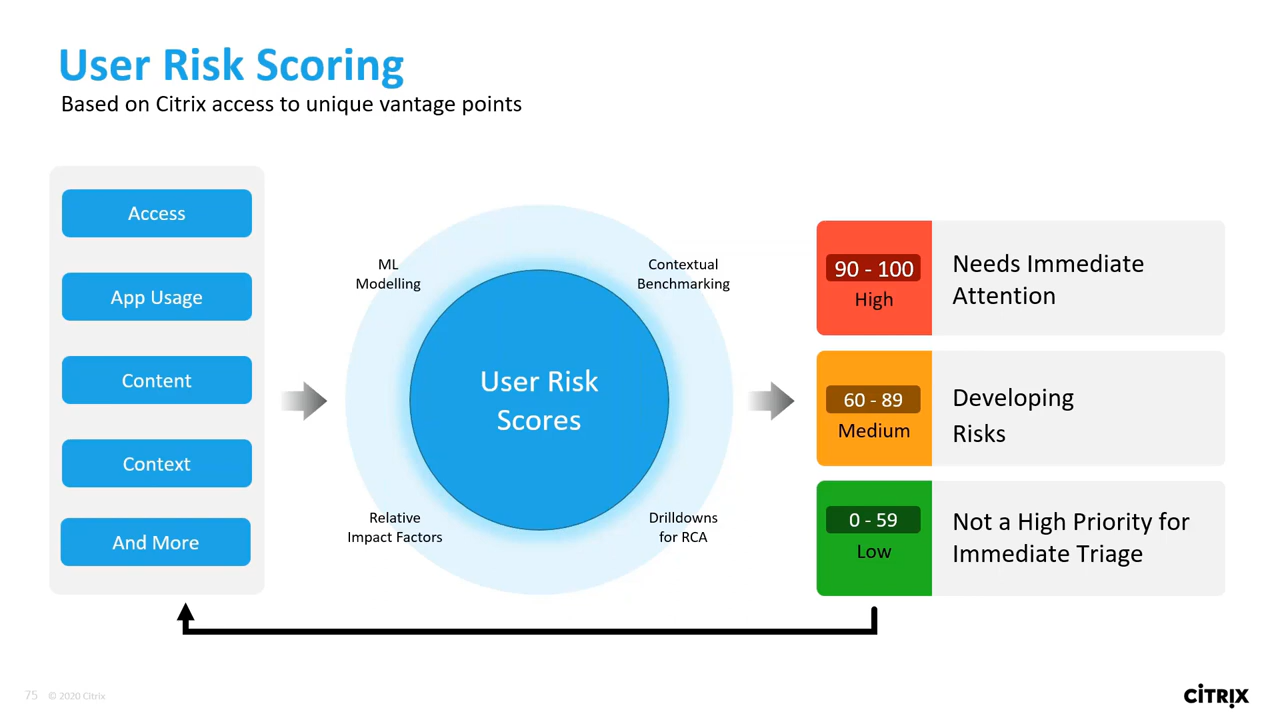 User Risk Scoring
Based on Citrix access to unique vantage points
Access
App Usage
Content
Context
And More
ML
Modelling
Contextual
Benchmarking
User Risk
Scores
Relative
Impact Factors
Drilldowns
for RCA
90 - 100
High
Needs Immediate
Attention
60 - 89
Medium
Developing
Risks
0 - 59
Low
Not a High Priority for
Immediate Triage
75 © 2020 Citrix
CİTRIX